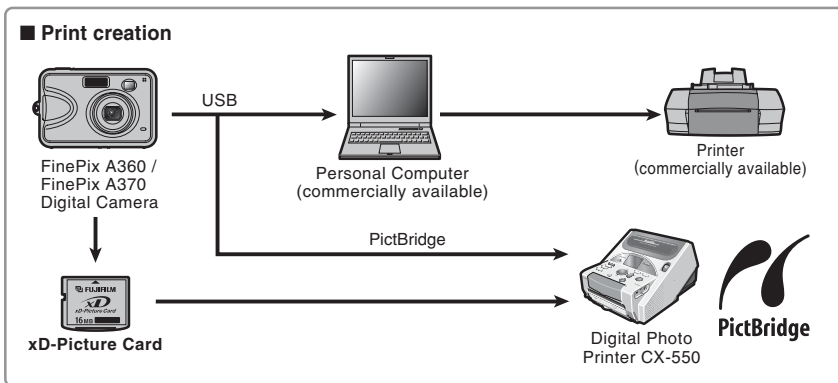 ■ Print creation
USB
FinePix A360 /
FinePix A370
Digital Camera
Personal Computer
(commercially available)
Printer
(commercially available)
PictBridge
FUJIFILM
xD
xD-Picture Card
16MB
xD-Picture Card
Digital Photo
Printer CX-550
PictBridge